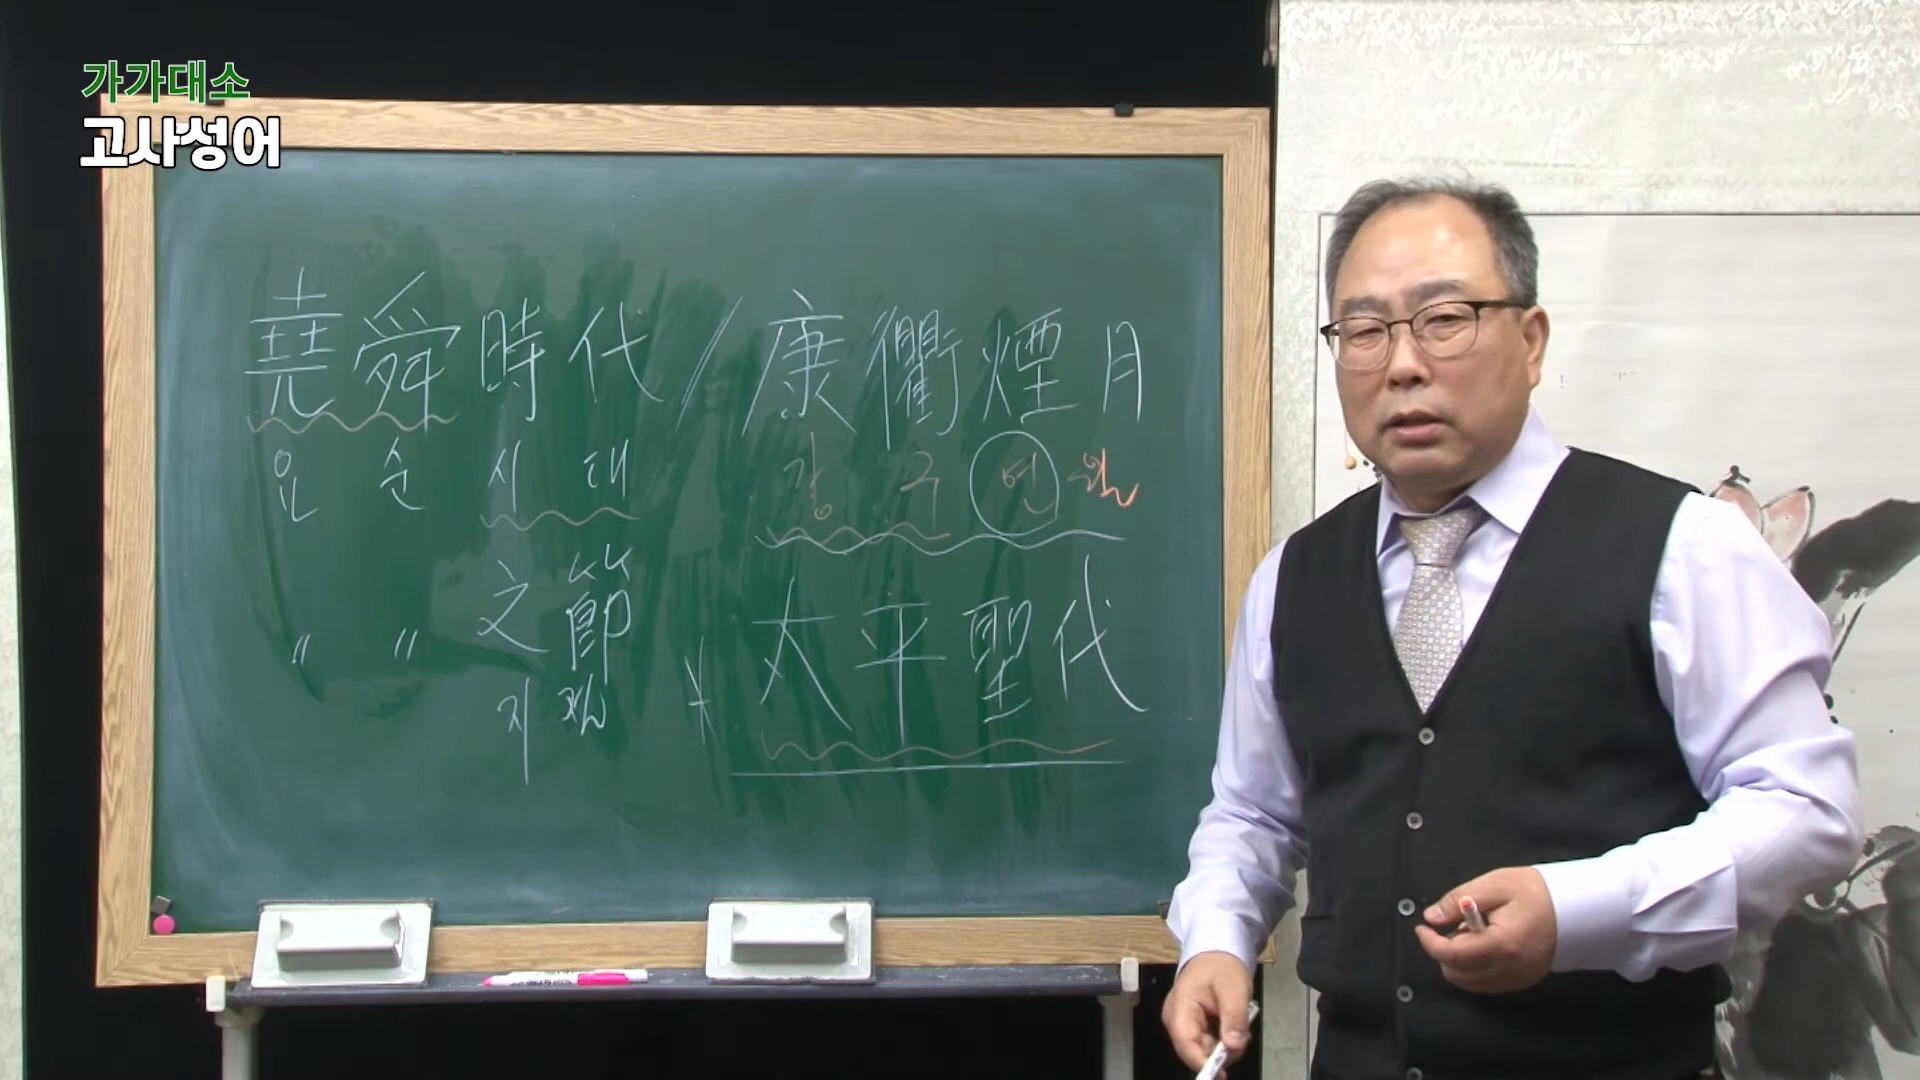 가가대소
고사성어
堯舜時代 / 康衢煙月
요순시대 강구연월
〃 〃 之節 太平聖代
지절